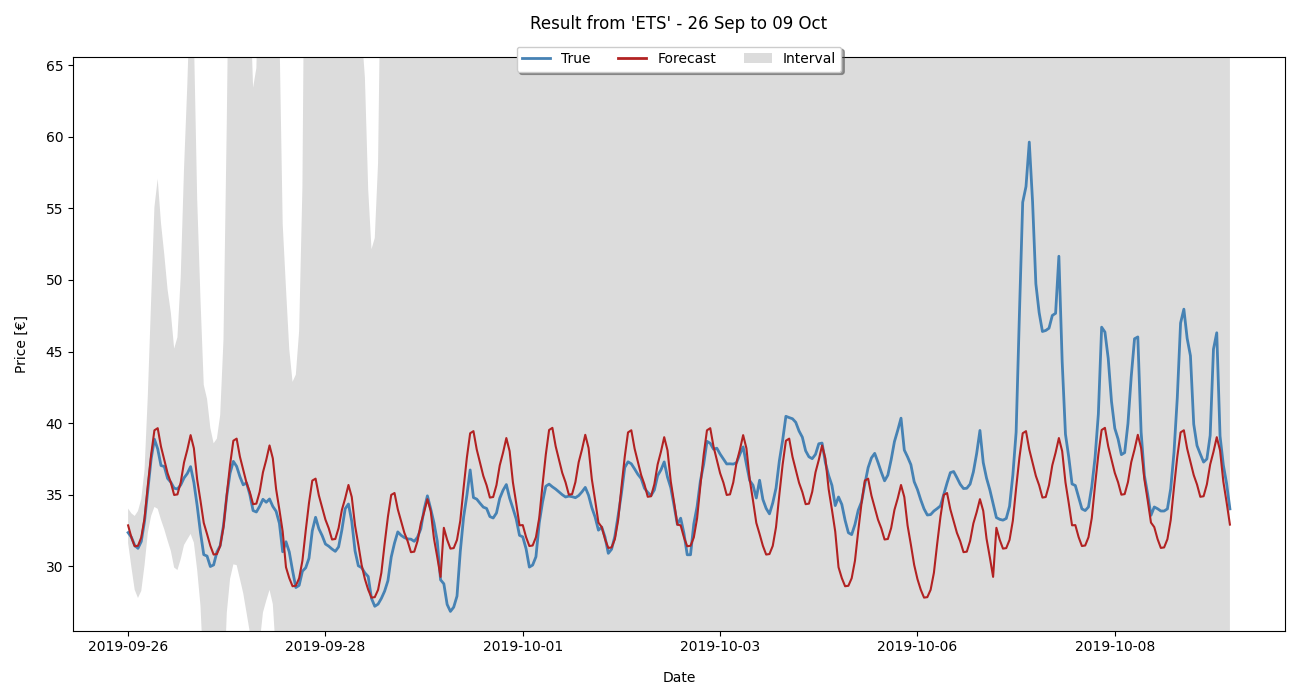 Result from 'ETS' - 26 Sep to 09 Oct
True Forecast Interval
65
60
55
50
45
40
35
30
Price [€]
2019-09-26 2019-09-28 2019-10-01 2019-10-03 2019-10-06 2019-10-08
Date